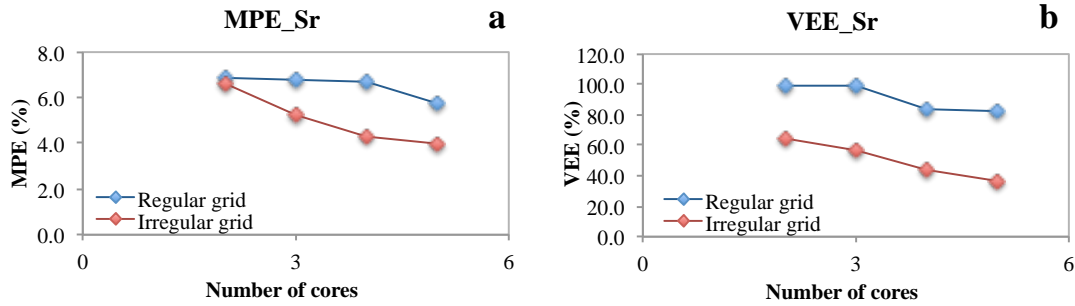 MPE_Sr
a
8.0
6.0
4.0
2.0
0.0
MPE (%)
Regular grid
Irregular grid
0
3
6
Number of cores
VEE_Sr
b
120.0
100.0
80.0
60.0
40.0
20.0
0.0
VEE (%)
Regular grid
Irregular grid
0
3
6
Number of cores